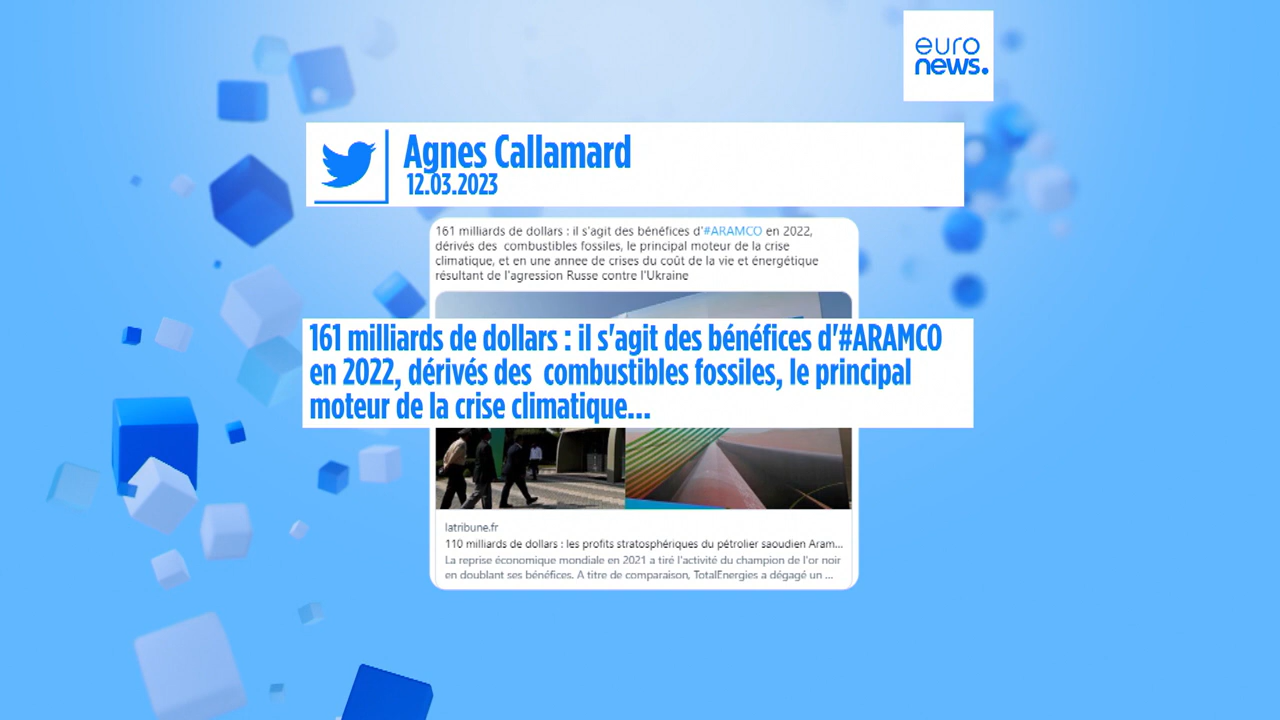 euro
news.
Agnes Callamard
12.03.2023
161 milliards de dollars : il s'agit des bénéfices d'#ARAMCO en 2022,
dérivés des  combustibles fossiles, le principal moteur de la crise
climatique, et en une annee de crises du coût de la vie et énergétique
résultant de l'agression Russe contre l'Ukraine
161 milliards de dollars : il s'agit des bénéfices d'#ARAMCO
en 2022, dérivés des  combustibles fossiles, le principal
moteur de la crise climatique...
latribune.fr
110 milliards de dollars : les profits stratosphériques du pétrolier saoudien Aram...
La reprise économique mondiale en 2021 a tiré l'activité du champion de l'or noir
en doublant ses bénéfices. A titre de comparaison, TotalEnergies a dégagé un ...